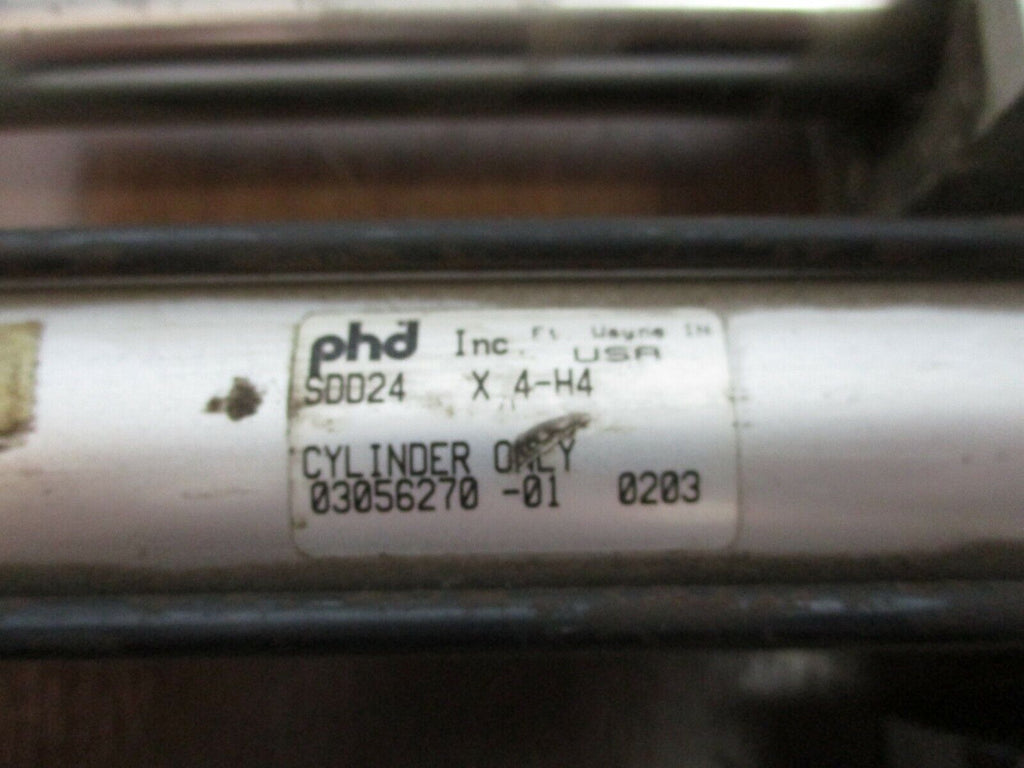 phd Inc. Ft. Wayne IN
USA
SDD24 X 4-H4
CYLINDER ONLY
03056270 -01 0203